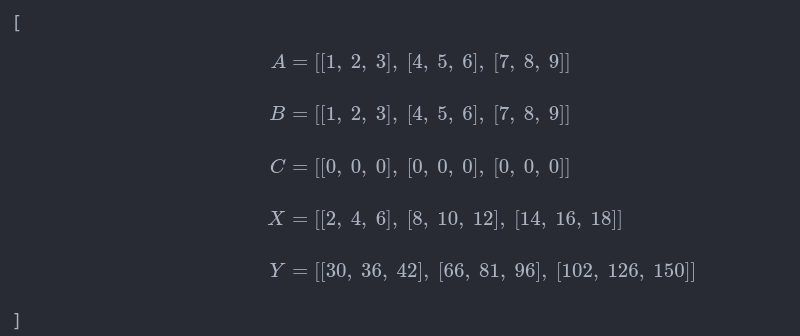 [
A = [[1, 2, 3], [4, 5, 6], [7, 8, 9]]
B = [[1, 2, 3], [4, 5, 6], [7, 8, 9]]
C = [[0, 0, 0], [0, 0, 0], [0, 0, 0]]
X = [[2, 4, 6], [8, 10, 12], [14, 16, 18]]
Y = [[30, 36, 42], [66, 81, 96], [102, 126, 150]]
]